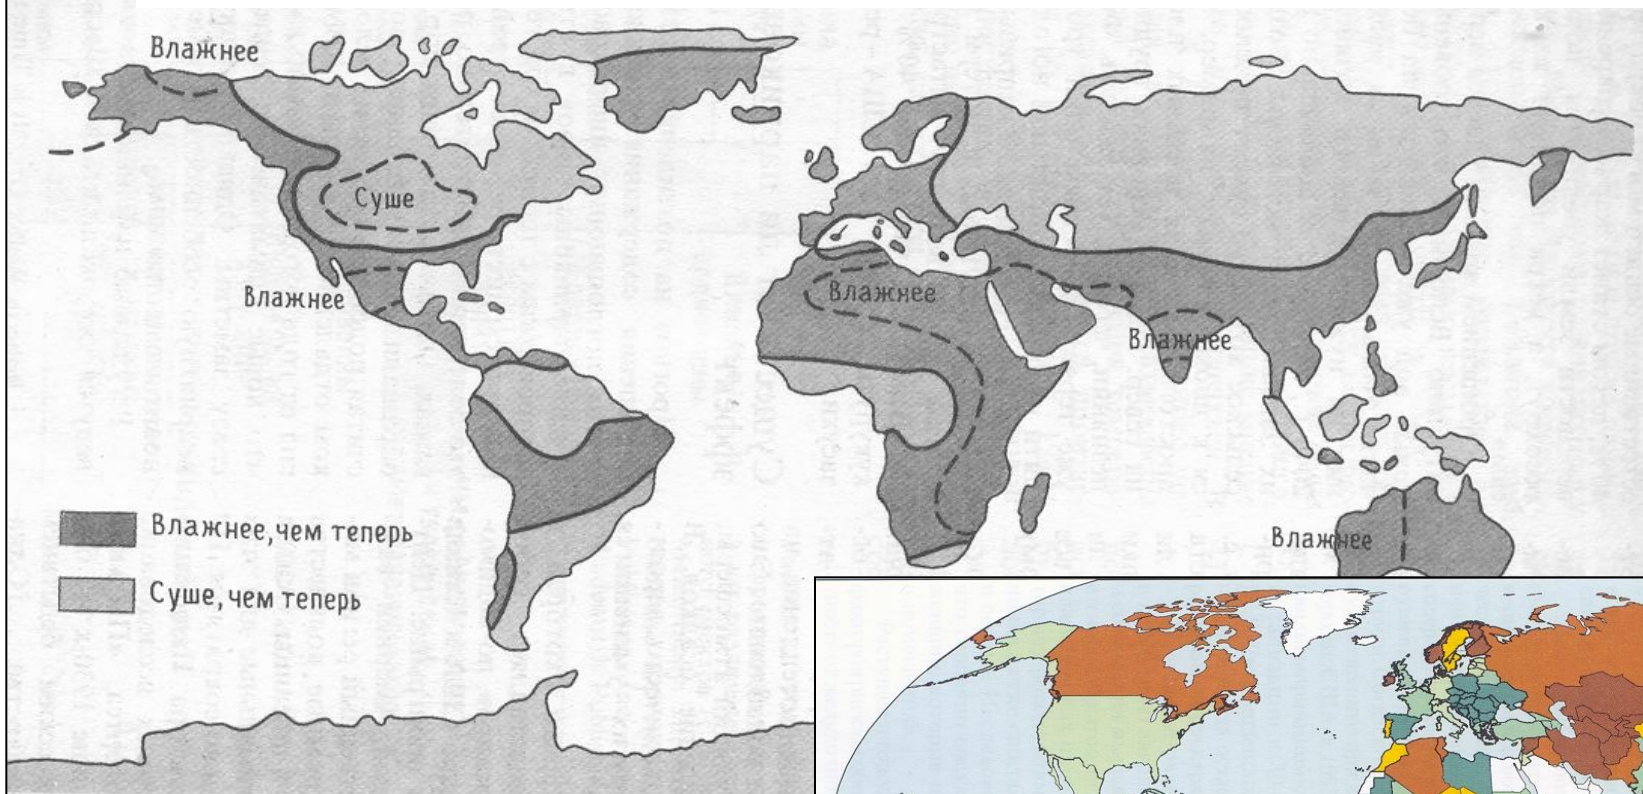 Влажнее
Суше
Влажнее
Влажнее
Влажнее
Влажнее
Влажнее, чем теперь
Суше, чем теперь